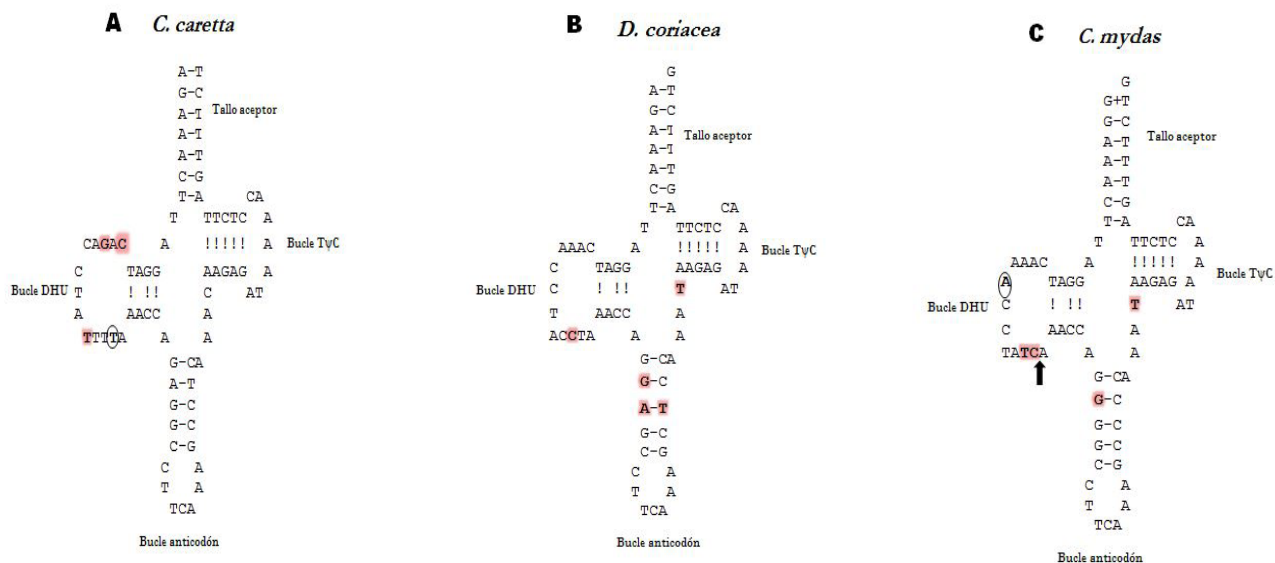 A C. caretta
A-T
G-C
A-T
A-T
A-T
C-G
T-A CA
T TTCTC A
CAGAC A !!!!! A
C TAGG AAGAG A
T ! !! C AT
A AACC A
TTTTA A A
G-CA
A-T
G-C
G-C
C-G
C A
T A
TCA
Tallo aceptor
Bucle TψC
Bucle DHU
Bucle anticodón
B D. coriacea
G
A-T
G-C
A-T
A-T
A-T
C-G
T-A CA
T TTCTC A
AAAC A !!!!! A
C TAGG AAGAG A
C ! !! T AT
T AACC A
ACCTA A A
G-CA
G-C
A-T
G-C
C-G
C A
T A
TCA
Tallo aceptor
Bucle TψC
Bucle DHU
Bucle anticodón
C C. mydas
G
G+T
G-C
A-T
A-T
A-T
C-G
T-A CA
T TTCTC A
AAAC A !!!!! A
A TAGG AAGAG A
C ! !! T AT
C AACC A
TATCA A A
G-CA
G-C
G-C
G-C
C-G
C A
T A
TCA
Tallo aceptor
Bucle TψC
Bucle DHU
Bucle anticodón